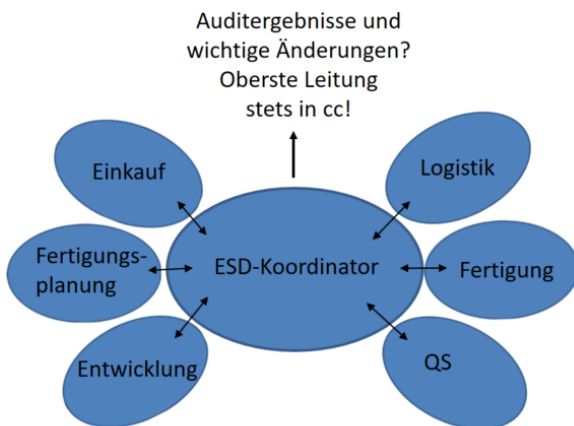 Auditergebnisse und
wichtige Änderungen?
Oberste Leitung
stets in cc!
Einkauf
Logistik
Fertigungs-
planung
ESD-Koordinator
Fertigung
Entwicklung
QS